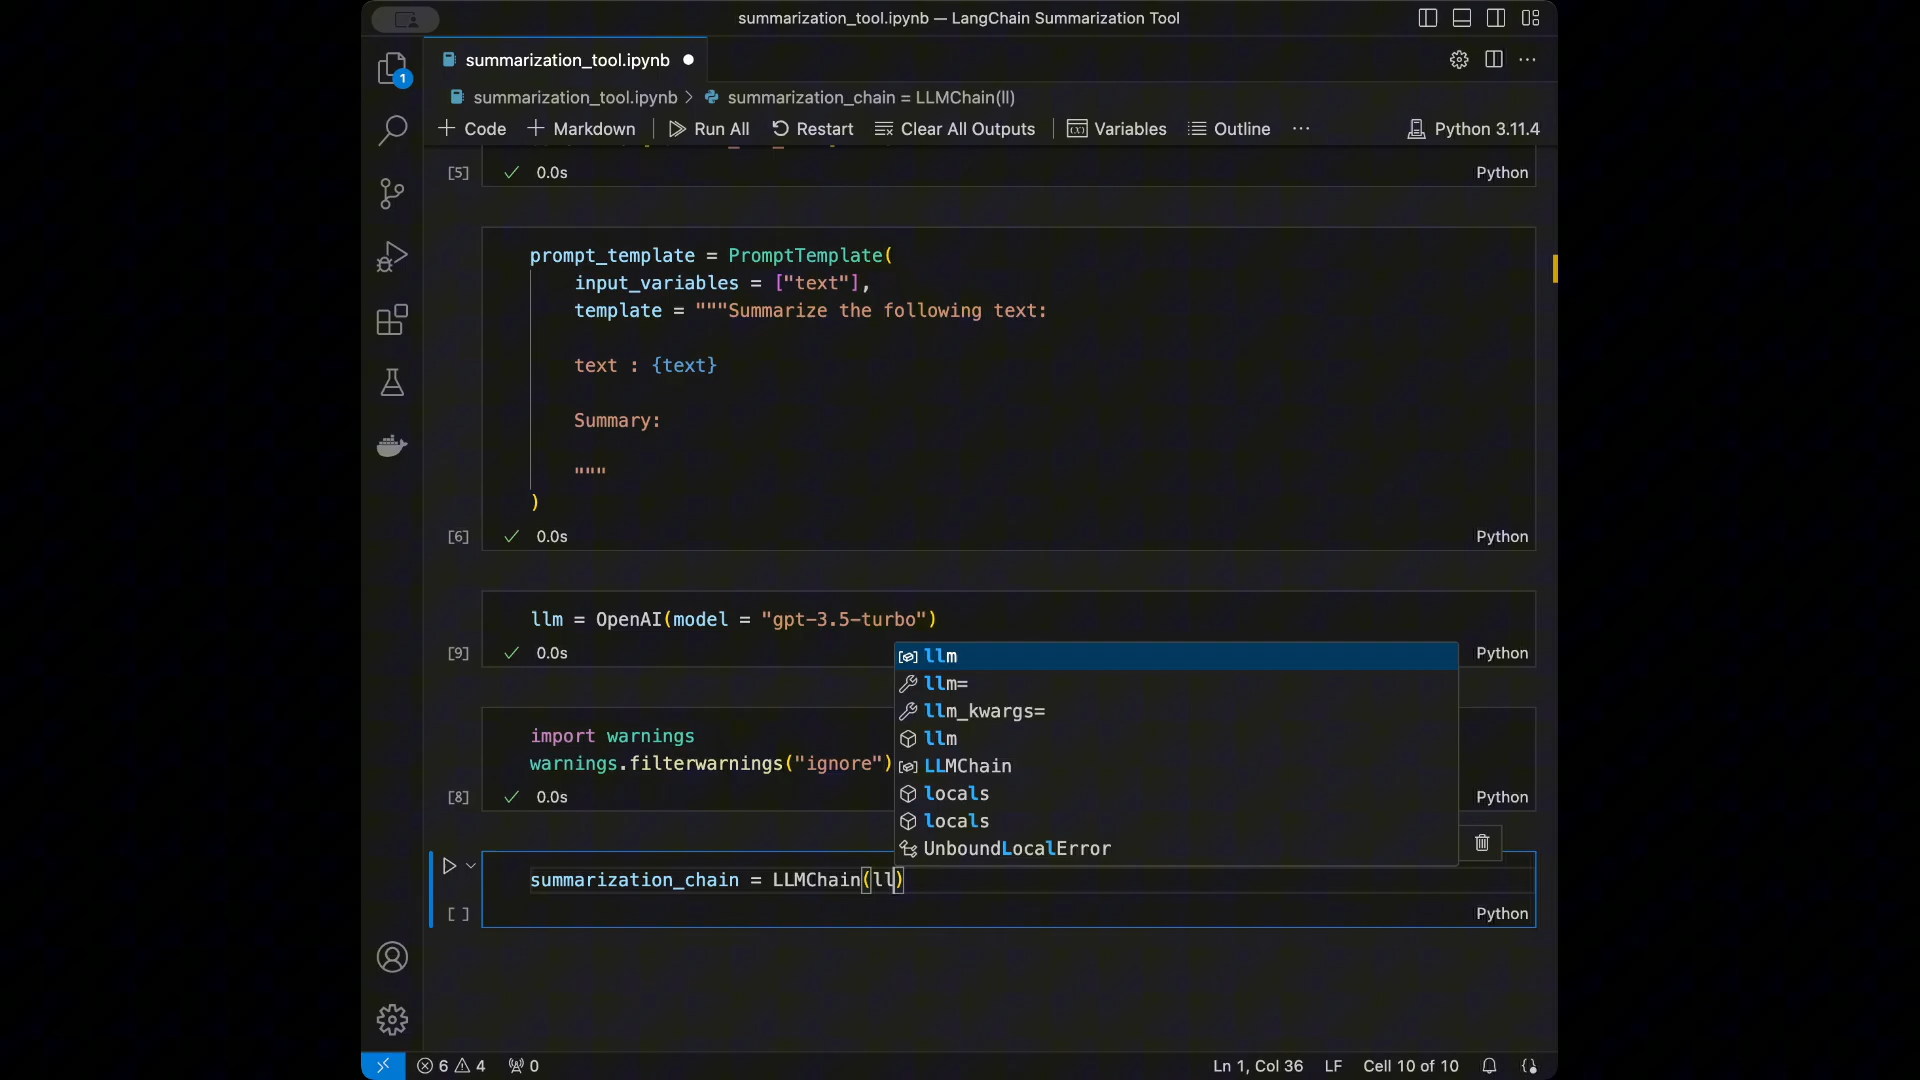 summarization_tool.ipynb — LangChain Summarization Tool
1
summarization_tool.ipynb
summarization_tool.ipynb > summarization_chain = LLMChain(ll)
+ Code + Markdown Run All Restart Clear All Outputs Variables Outline ··· Python 3.11.4
[5] ✓ 0.0s Python
prompt_template = PromptTemplate(
input_variables = ["text"],
template = """Summarize the following text:
text : {text}
Summary:
"""
)
[6] ✓ 0.0s Python
llm = OpenAI(model = "gpt-3.5-turbo")
[9] ✓ 0.0s Python
llm
llm=
llm_kwargs=
llm
LLMChain
locals
locals
UnboundLocalError
import warnings
warnings.filterwarnings("ignore")
[8] ✓ 0.0s Python
summarization_chain = LLMChain(ll)
[ ] Python
6 4 0 Ln 1, Col 36 LF Cell 10 of 10